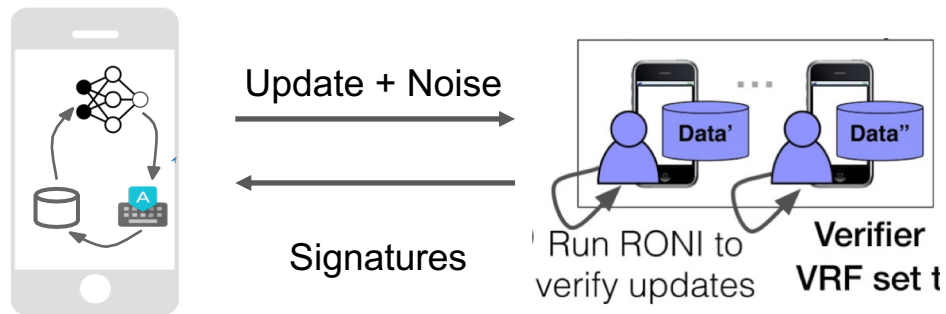 A
Update + Noise
Signatures
Data'
...
Data"
Run RONI to
verify updates
Verifier
VRF set t